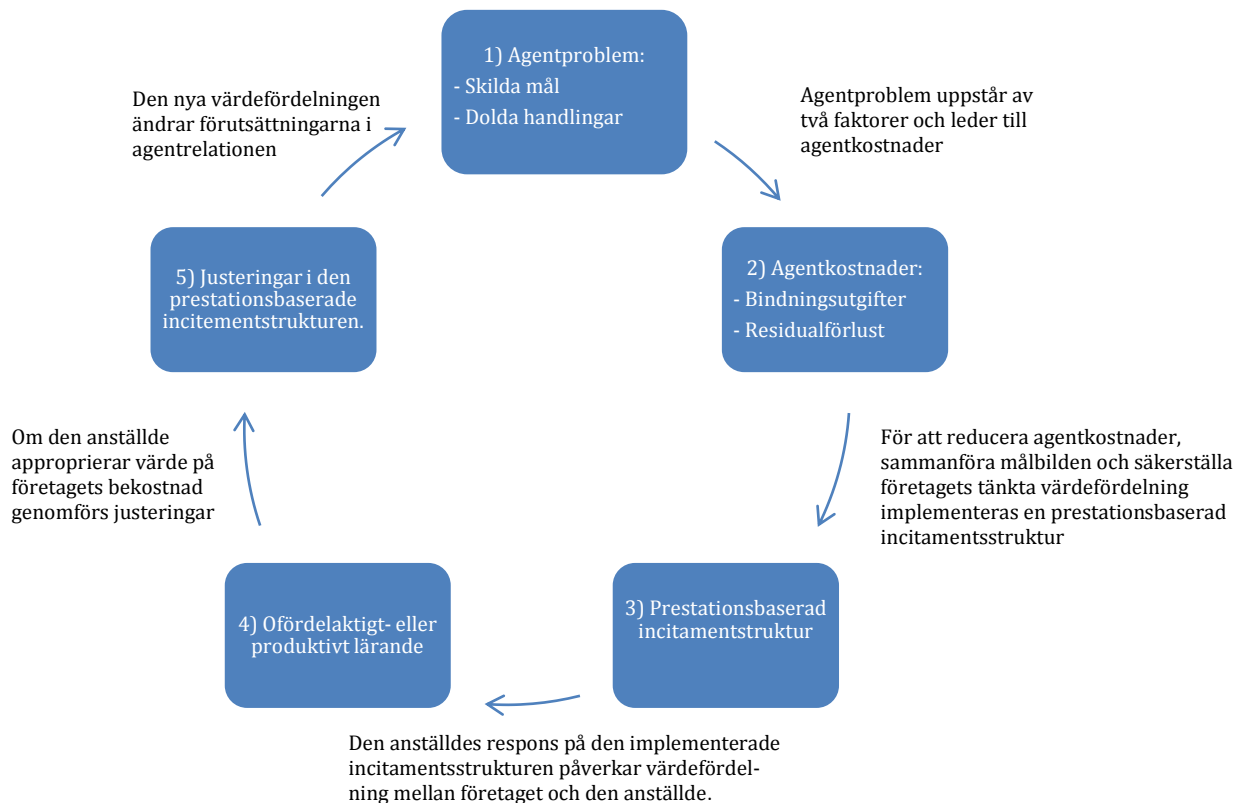 1) Agentproblem:
- Skilda mål
- Dolda handlingar
Agentproblem uppstår av
två faktorer och leder till
agentkostnader
2) Agentkostnader:
- Bindningsutgifter
- Residualförlust
För att reducera agentkostnader,
sammanföra målbilden och säkerställa
företagets tänkta värdefördelning
implementeras en prestationsbaserad
incitamentsstruktur
3) Prestationsbaserad
incitamentstruktur
Den anställdes respons på den implementerade
incitamentsstrukturen påverkar värdefördel-
ning mellan företaget och den anställde.
4) Ofördelaktigt- eller
produktivt lärande
Om den anställde
approprierar värde på
företagets bekostnad
genomförs justeringar
5) Justeringar i den
prestationsbaserade
incitementstrukturen.
Den nya värdefördelningen
ändrar förutsättningarna i
agentrelationen